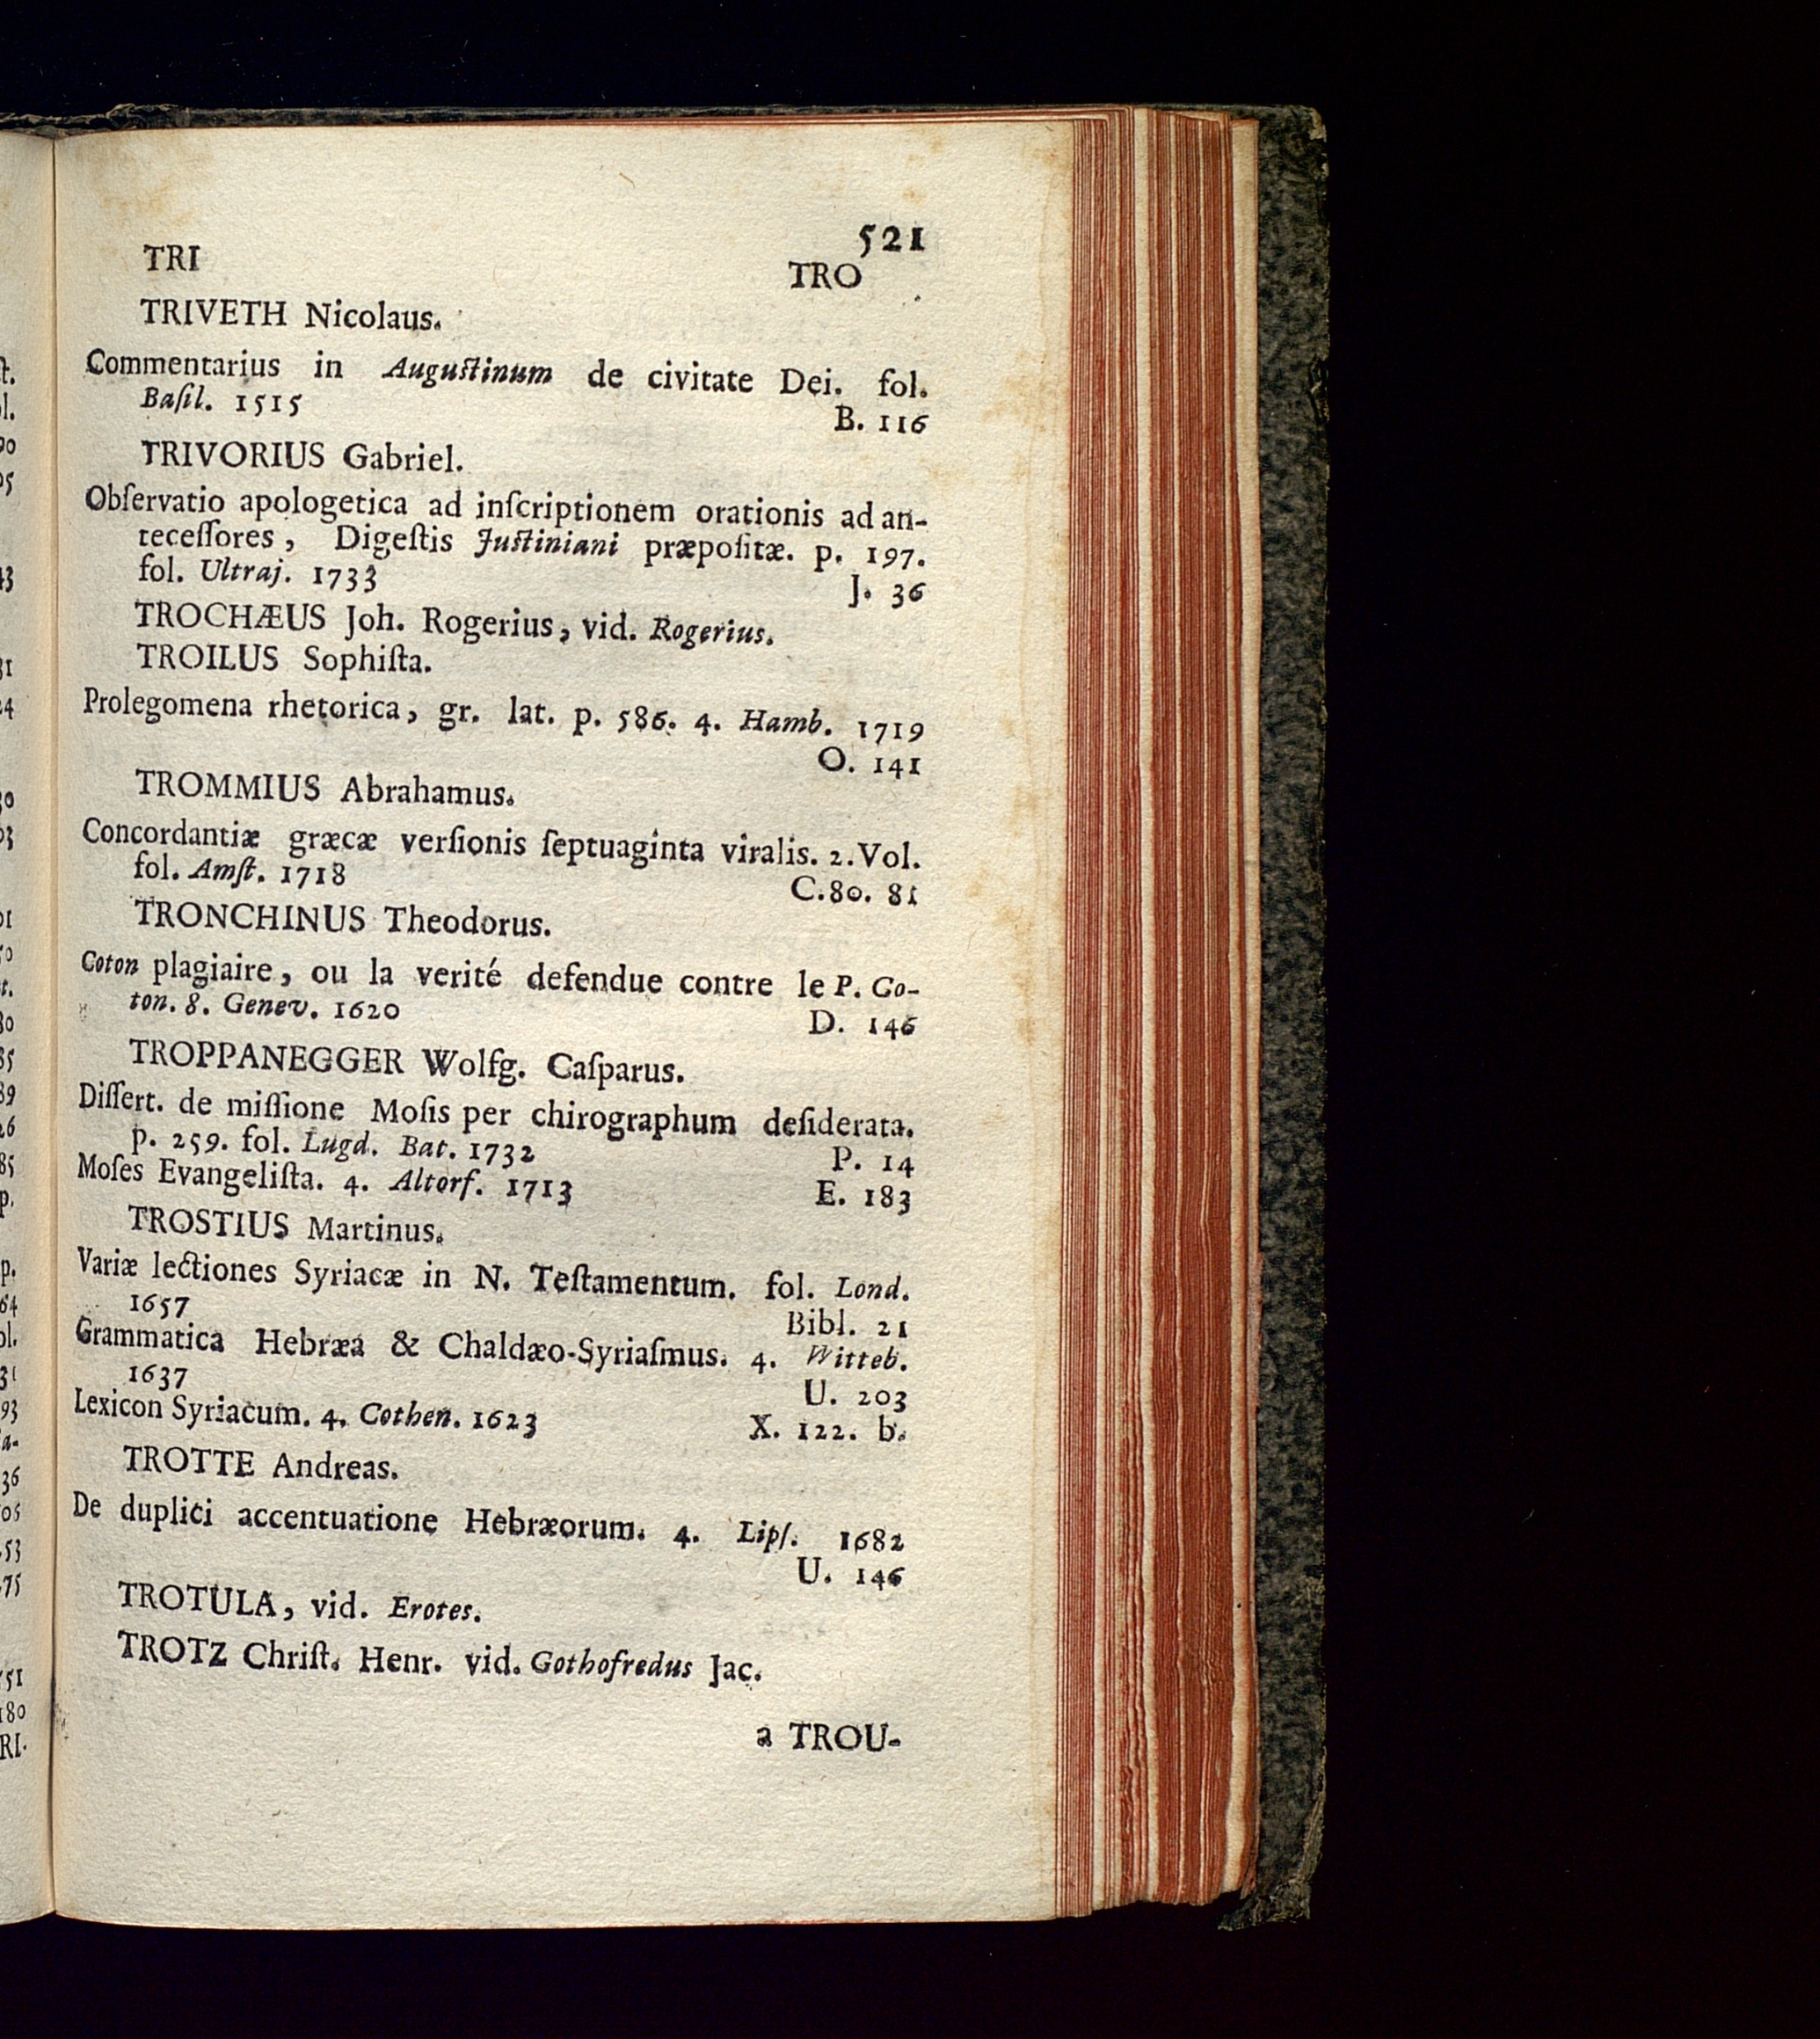 521
TRI TRO
TRIVETH Nicolaus.
Commentarius in Augustinum de civitate Dei. fol.
Baſil. 1515 B. 116
TRIVORIUS Gabriel.
Obſervatio apologetica ad inſcriptionem orationis ad an-
teceſſores, Digeſtis Justiniani præpoſitæ. p. 197.
fol. Ultraj. 1733 J. 36
TROCHÆUS Joh. Rogerius, vid. Rogerius.
TROILUS Sophiſta.
Prolegomena rhetorica, gr. lat. p. 586. 4. Hamb. 1719
O. 141
TROMMIUS Abrahamus.
Concordantiæ græcæ verſionis ſeptuaginta viralis. 2. Vol.
fol. Amſt. 1718 C. 80. 81
TRONCHINUS Theodorus.
Coton plagiaire, ou la verité defendue contre le P. Co-
ton. 8. Genev. 1620 D. 146
TROPPANEGGER Wolfg. Caſparus.
Diſſert. de miſſione Moſis per chirographum deſiderata.
p. 259. fol. Lugd. Bat. 1732 P. 14
Moſes Evangeliſta. 4. Altorf. 1713 E. 183
TROSTIUS Martinus.
Variæ lectiones Syriacæ in N. Teſtamentum. fol. Lond.
1657 Bibl. 21
Grammatica Hebræa & Chaldæo-Syriaſmus. 4. Witteb.
1637 U. 203
Lexicon Syriacum. 4. Cothen. 1623 X. 122. b.
TROTTE Andreas.
De duplici accentuatione Hebræorum. 4. Lipſ. 1682
U. 146
TROTULA, vid. Erotes.
TROTZ Chriſt. Henr. vid. Gothofredus Jac.
a TROU-